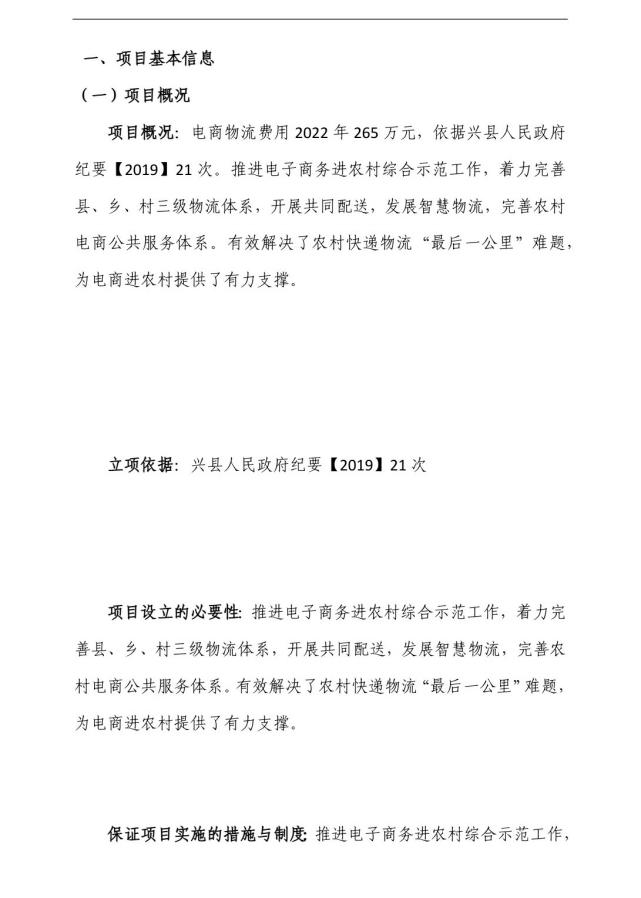 一、项目基本信息
（一）项目概况
项目概况：电商物流费用 2022 年 265 万元，依据兴县人民政府
纪要【2019】21 次。推进电子商务进农村综合示范工作，着力完善
县、乡、村三级物流体系，开展共同配送，发展智慧物流，完善农村
电商公共服务体系。有效解决了农村快递物流“最后一公里”难题，
为电商进农村提供了有力支撑。
立项依据：兴县人民政府纪要【2019】21 次
项目设立的必要性：推进电子商务进农村综合示范工作，着力完
善县、乡、村三级物流体系，开展共同配送，发展智慧物流，完善农
村电商公共服务体系。有效解决了农村快递物流“最后一公里”难题，
为电商进农村提供了有力支撑。
保证项目实施的措施与制度：推进电子商务进农村综合示范工作，